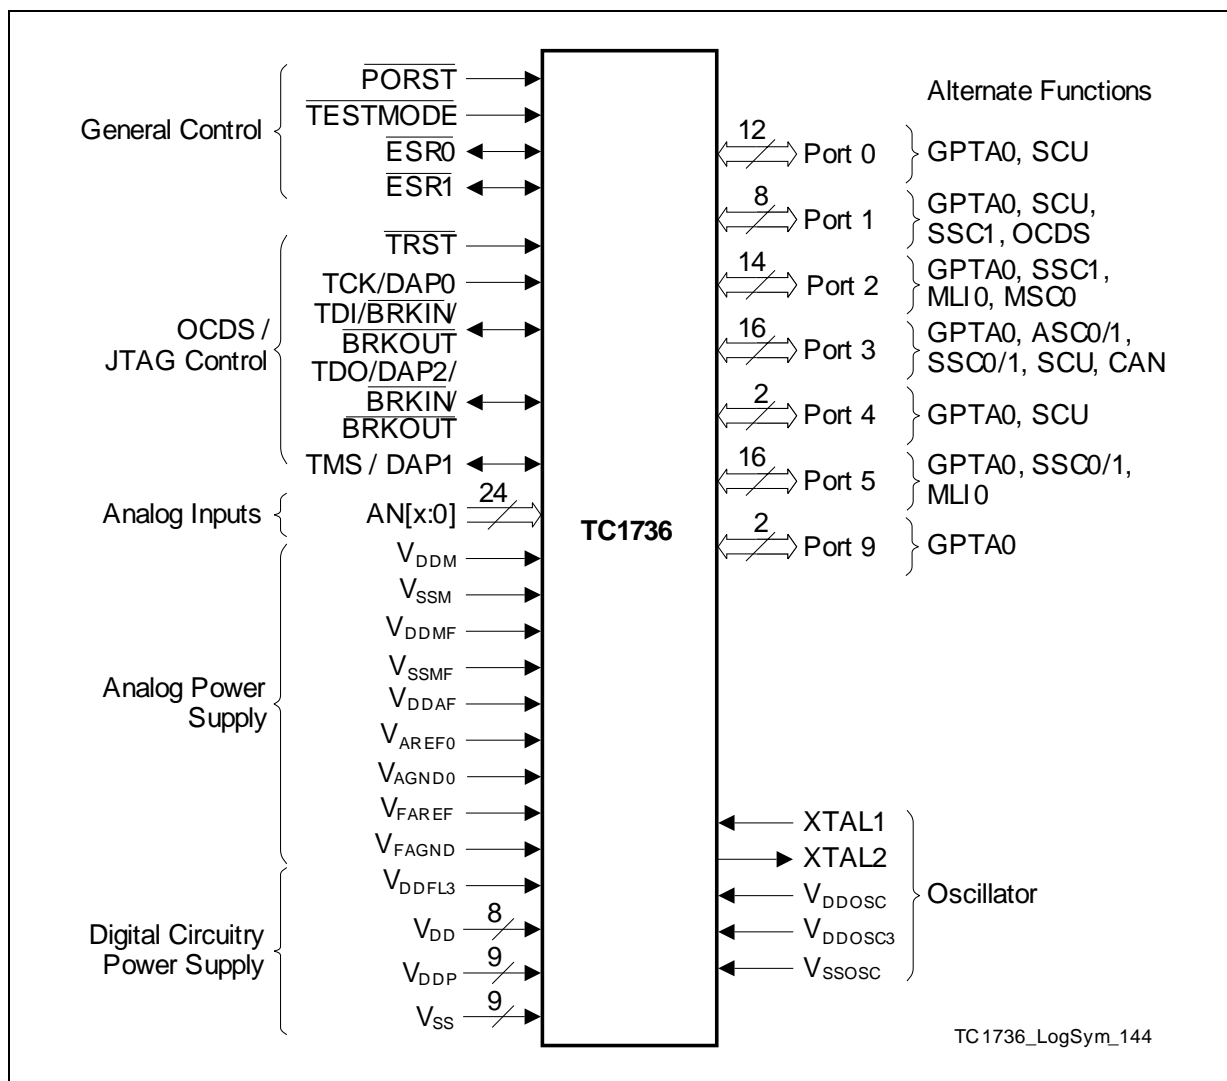 PORST
TESTMODE
ESR0
ESR1
General Control
TRST
TCK/DAP0
TDI/BRKIN/
BRKOUT
TDO/DAP2/
BRKIN/
BRKOUT
TMS / DAP1
OCDS /
JTAG Control
Analog Inputs
AN[x:0]
24
VDDM
VSSM
VDDMF
VSSMF
VDDAF
VAREF0
VAGND0
VFAREF
VFAGND
Analog Power
Supply
VDDFL3
VDD
8
VDDP
9
VSS
9
Digital Circuitry
Power Supply
TC1736
Alternate Functions
12
Port 0
GPTA0, SCU
8
Port 1
GPTA0, SCU,
SSC1, OCDS
14
Port 2
GPTA0, SSC1,
MLI0, MSC0
16
Port 3
GPTA0, ASC0/1,
SSC0/1, SCU, CAN
2
Port 4
GPTA0, SCU
16
Port 5
GPTA0, SSC0/1,
MLI0
2
Port 9
GPTA0
XTAL1
XTAL2
VDDOSC
VDDOSC3
VSSOSC
Oscillator
TC1736_LogSym_144